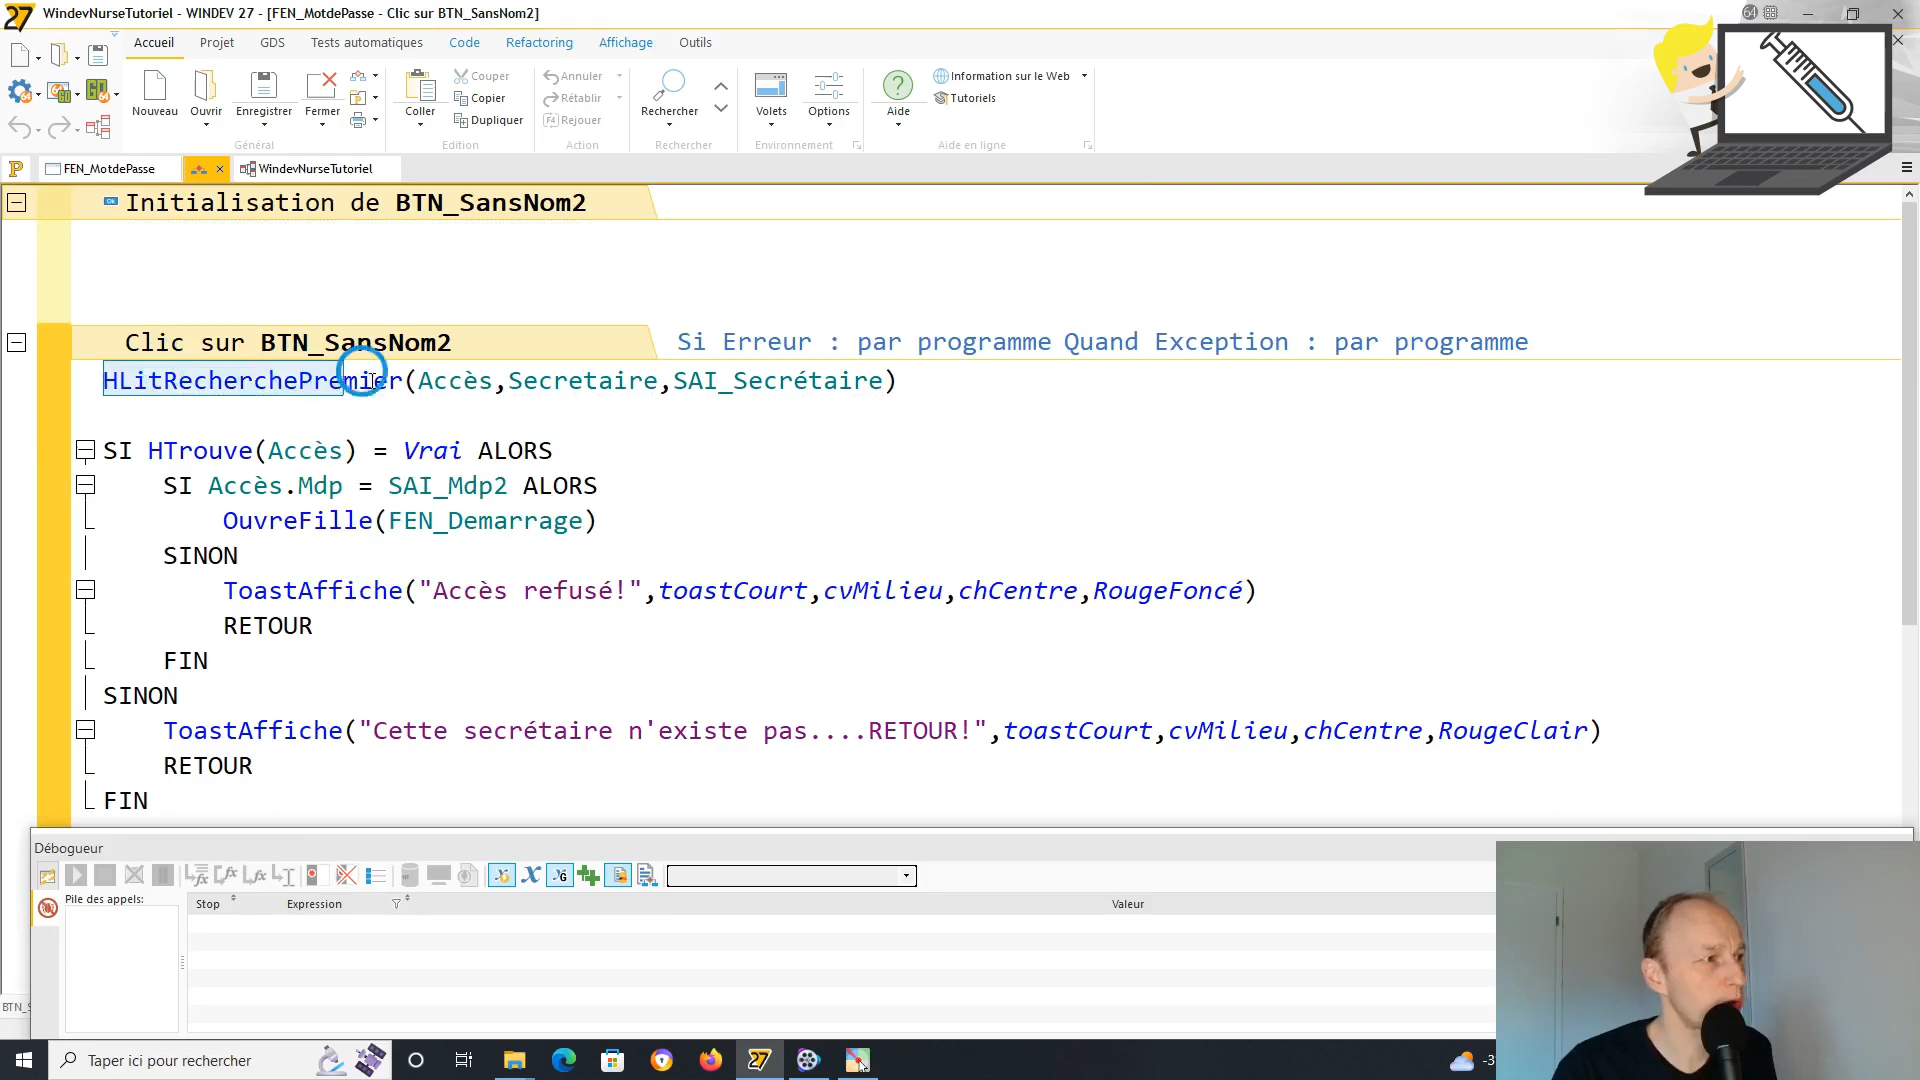 27 WindevNurseTutoriel - WINDEV 27 - [FEN_MotdePasse - Clic sur BTN_SansNom2]
64
Accueil Projet GDS Tests automatiques Code Refactoring Affichage Outils
Nouveau Ouvrir Enregistrer Fermer Coller Couper Copier Dupliquer Annuler Rétablir F4 Rejouer Rechercher Volets Options Aide Information sur le Web Tutoriels
Général Edition Action Rechercher Environnement Aide en ligne
FEN_MotdePasse WindevNurseTutoriel
Initialisation de BTN_SansNom2
Clic sur BTN_SansNom2 Si Erreur : par programme Quand Exception : par programme
HLitRecherchePremier(Accès,Secretaire,SAI_Secrétaire)
SI HTrouve(Accès) = Vrai ALORS
SI Accès.Mdp = SAI_Mdp2 ALORS
OuvreFille(FEN_Demarrage)
SINON
ToastAffiche("Accès refusé!",toastCourt,cvMilieu,chCentre,RougeFoncé)
RETOUR
FIN
SINON
ToastAffiche("Cette secrétaire n'existe pas....RETOUR!",toastCourt,cvMilieu,chCentre,RougeClair)
RETOUR
FIN
Débogueur
Pile des appels: Stop Expression Valeur
Taper ici pour rechercher
27